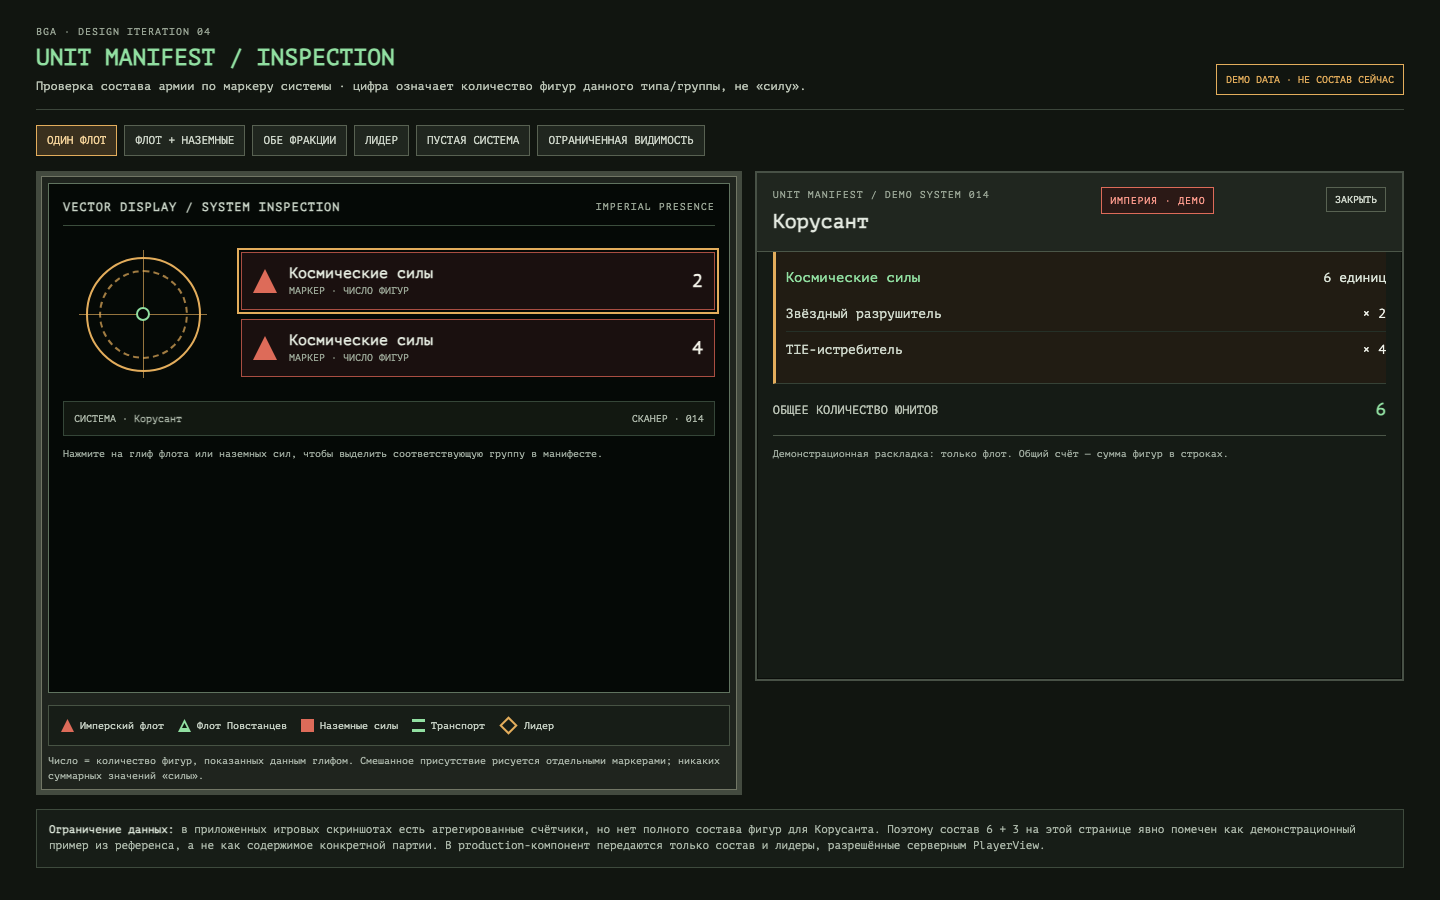 BGA · DESIGN ITERATION 04
UNIT MANIFEST / INSPECTION
Проверка состава армии по маркеру системы · цифра означает количество фигур данного типа/группы, не «силу».
DEMO DATA · НЕ СОСТАВ СЕЙЧАС
ОДИН ФЛОТ
ФЛОТ + НАЗЕМНЫЕ
ОБЕ ФРАКЦИИ
ЛИДЕР
ПУСТАЯ СИСТЕМА
ОГРАНИЧЕННАЯ ВИДИМОСТЬ
VECTOR DISPLAY / SYSTEM INSPECTION
IMPERIAL PRESENCE
Космические силы
МАРКЕР · ЧИСЛО ФИГУР
2
Космические силы
МАРКЕР · ЧИСЛО ФИГУР
4
СИСТЕМА · Корусант
СКАНЕР · 014
Нажмите на глиф флота или наземных сил, чтобы выделить соответствующую группу в манифесте.
Имперский флот
Флот Повстанцев
Наземные силы
Транспорт
Лидер
Число = количество фигур, показанных данным глифом. Смешанное присутствие рисуется отдельными маркерами; никаких
суммарных значений «силы».
UNIT MANIFEST / DEMO SYSTEM 014
Корусант
ИМПЕРИЯ · ДЕМО
ЗАКРЫТЬ
Космические силы
6 единиц
Звёздный разрушитель
× 2
TIE-истребитель
× 4
ОБЩЕЕ КОЛИЧЕСТВО ЮНИТОВ
6
Демонстрационная раскладка: только флот. Общий счёт — сумма фигур в строках.
Ограничение данных: в приложенных игровых скриншотах есть агрегированные счётчики, но нет полного состава фигур для Корусанта. Поэтому состав 6 + 3 на этой странице явно помечен как демонстрационный
пример из референса, а не как содержимое конкретной партии. В production-компонент передаются только состав и лидеры, разрешённые серверным PlayerView.